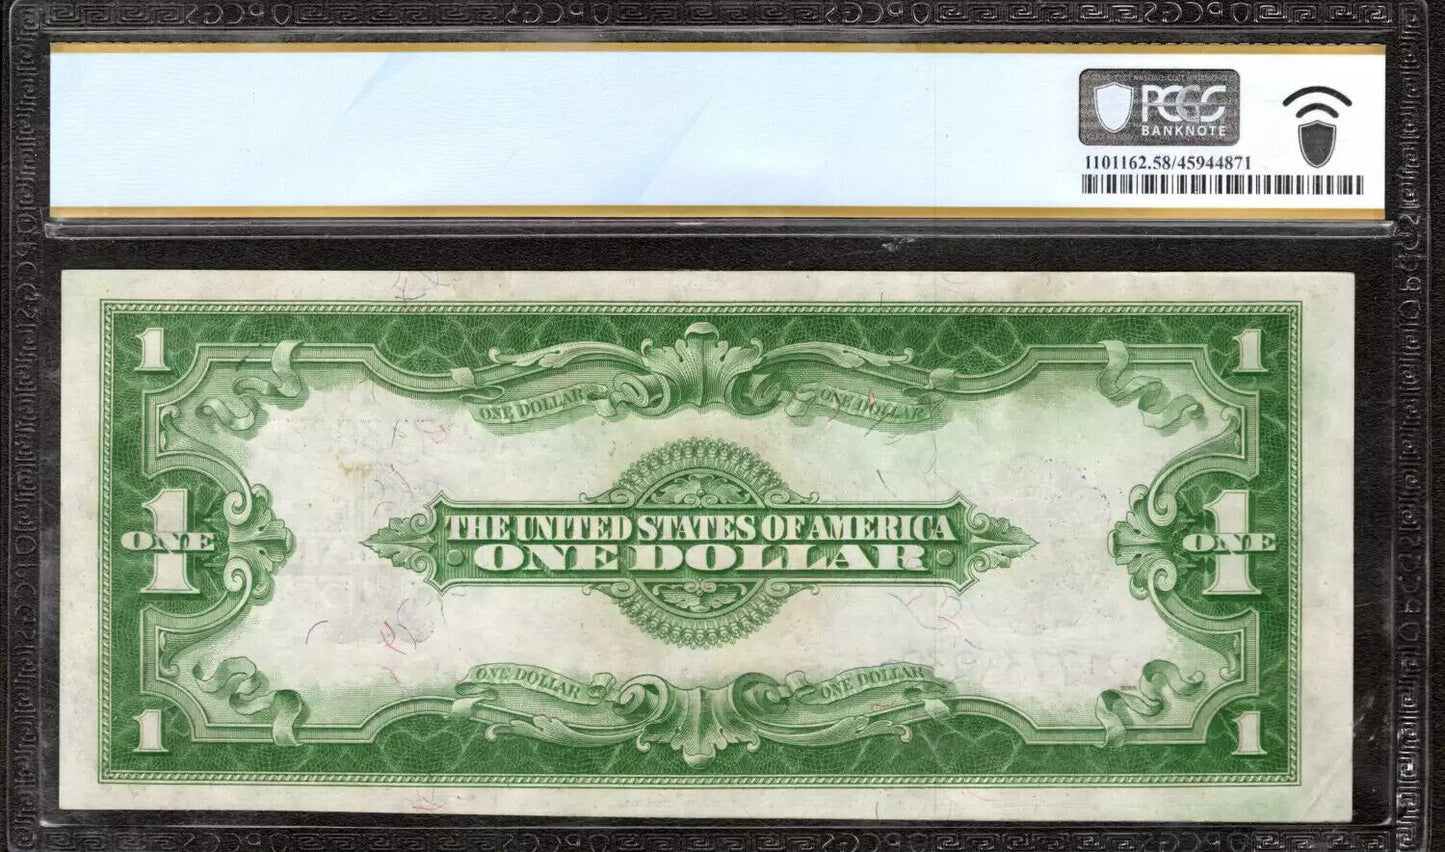 PCGS
BANKNOTE
1101162.58/45944871
1
1
ONE DOLLAR
ONE DOLLAR
THE UNITED STATES OF AMERICA
ONE DOLLAR
1
ONE
1
ONE
ONE DOLLAR
ONE DOLLAR
1
1